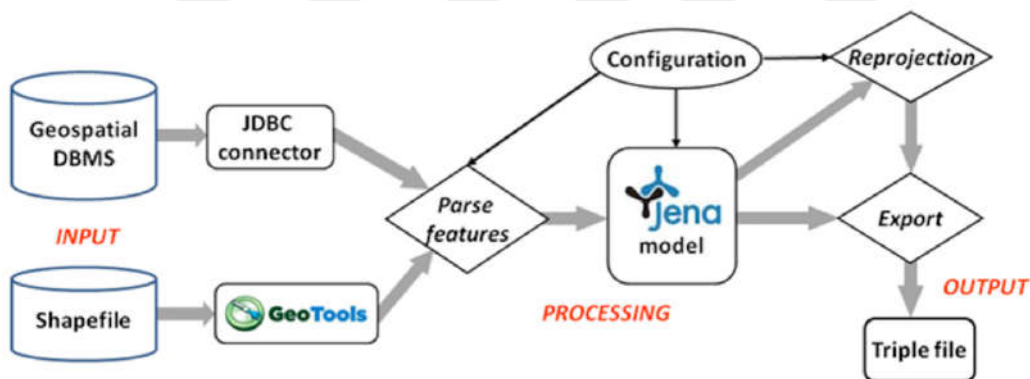 Configuration
Reprojection
Geospatial
DBMS
JDBC
connector
Parse
features
Jena
model
Export
INPUT
Shapefile
GeoTools
PROCESSING
OUTPUT
Triple file